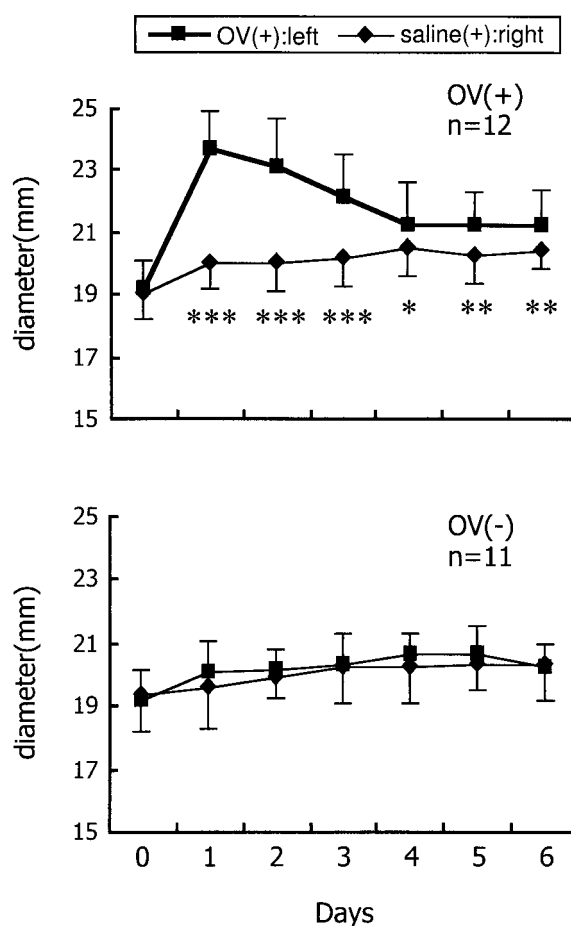 OV(+):left saline(+):right
OV(+)
n=12
25
23
21
19
17
15
diameter(mm)
*** *** *** * ** **
OV(-)
n=11
25
23
21
19
17
15
diameter(mm)
0 1 2 3 4 5 6
Days